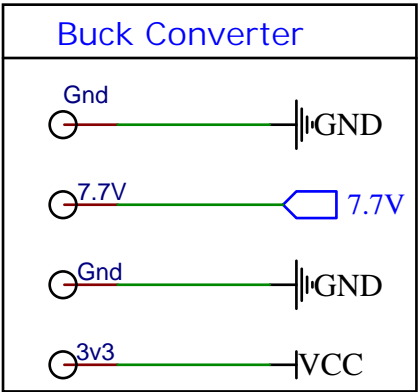 Buck Converter
Gnd
GND
7.7V
7.7V
Gnd
GND
3v3
VCC